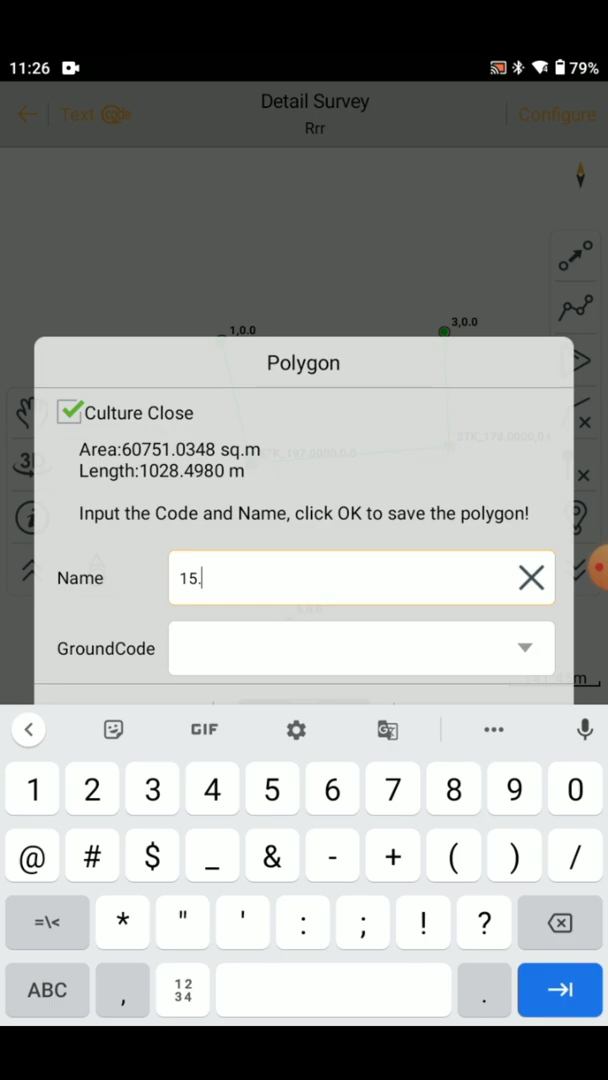 11:26
79%
Text code
Detail Survey
Configure
Rrr
1,0.0
3,0.0
Polygon
Culture Close
Area:60751.0348 sq.m
Length:1028.4980 m
Input the Code and Name, click OK to save the polygon!
Name
15.
GroundCode
GIF
1 2 3 4 5 6 7 8 9 0
@ # $ _ & - + ( ) /
=\< * " ' : ; ! ?
ABC , 12 34 .